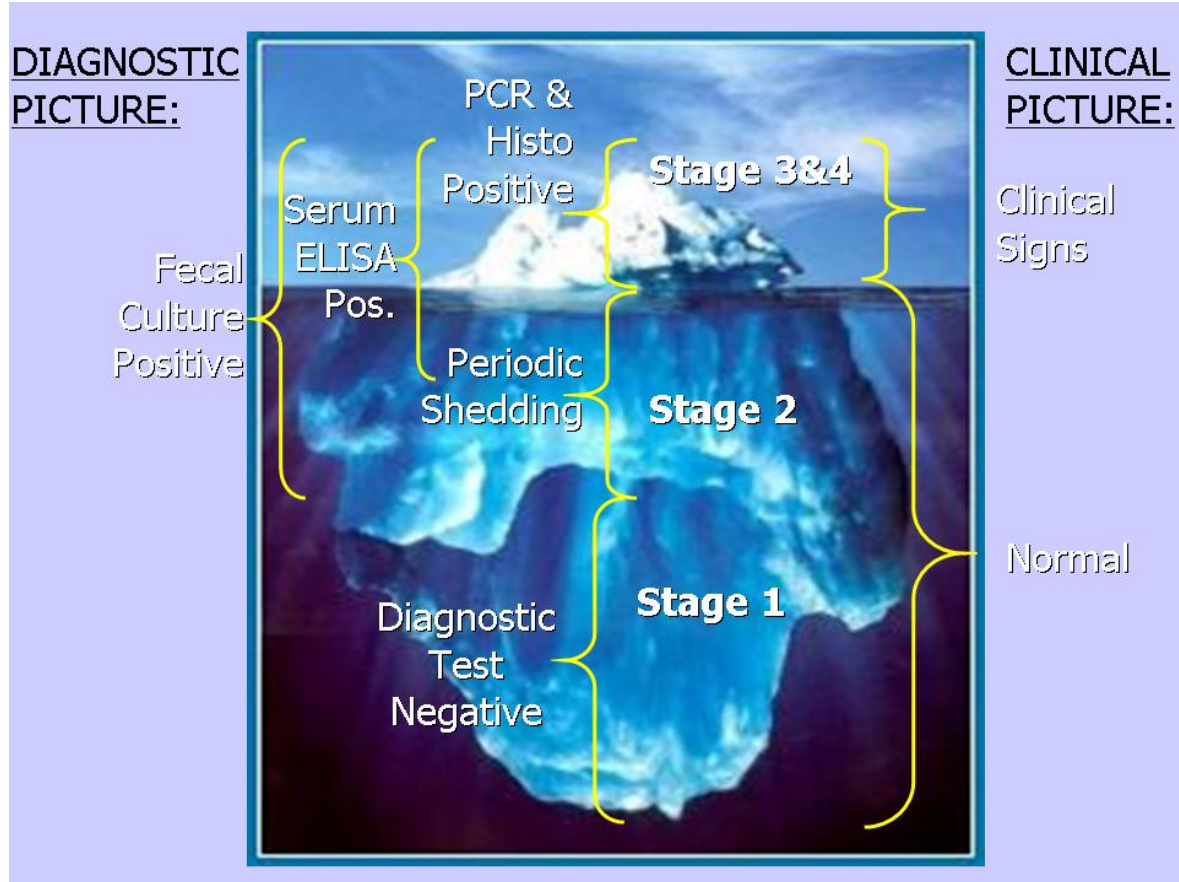 DIAGNOSTIC
PICTURE:
CLINICAL
PICTURE:
PCR &
Histo
Positive
Stage 3&4
Clinical
Signs
Serum
ELISA
Pos.
Fecal
Culture
Positive
Periodic
Shedding
Stage 2
Normal
Stage 1
Diagnostic
Test
Negative